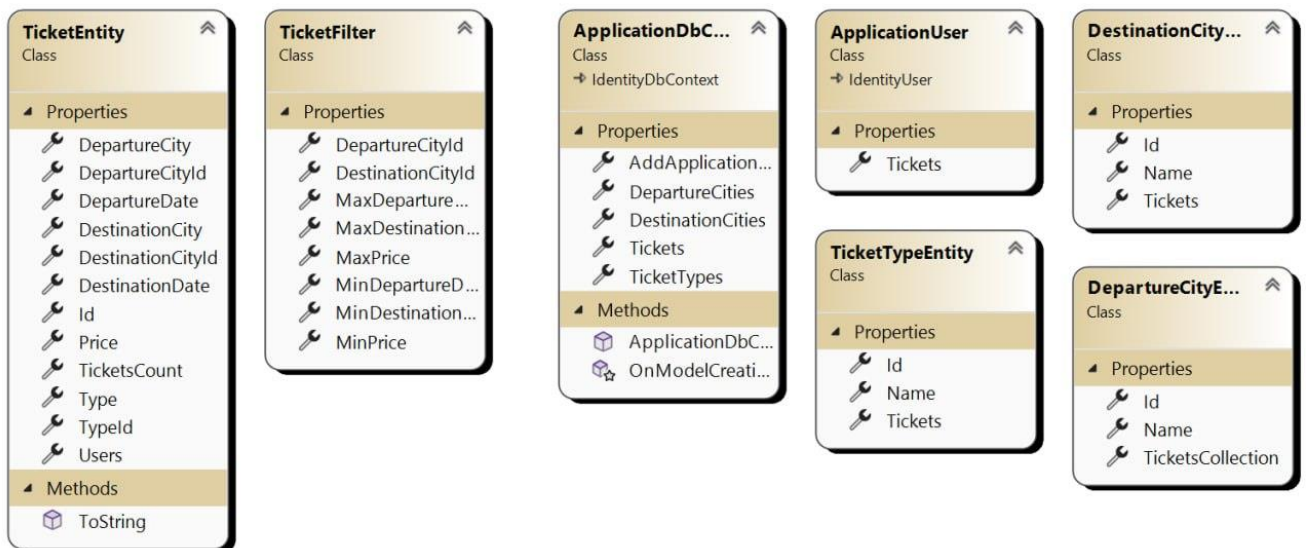 TicketEntity
Class
Properties
DepartureCity
DepartureCityId
DepartureDate
DestinationCity
DestinationCityId
DestinationDate
Id
Price
TicketsCount
Type
TypeId
Users
Methods
ToString
TicketFilter
Class
Properties
DepartureCityId
DestinationCityId
MaxDeparture...
MaxDestination...
MaxPrice
MinDepartureD...
MinDestination...
MinPrice
ApplicationDbC...
Class
IdentityDbContext
Properties
AddApplication...
DepartureCities
DestinationCities
Tickets
TicketTypes
Methods
ApplicationDbC...
OnModelCreati...
ApplicationUser
Class
IdentityUser
Properties
Tickets
TicketTypeEntity
Class
Properties
Id
Name
Tickets
DestinationCity...
Class
Properties
Id
Name
Tickets
DepartureCityE...
Class
Properties
Id
Name
TicketsCollection